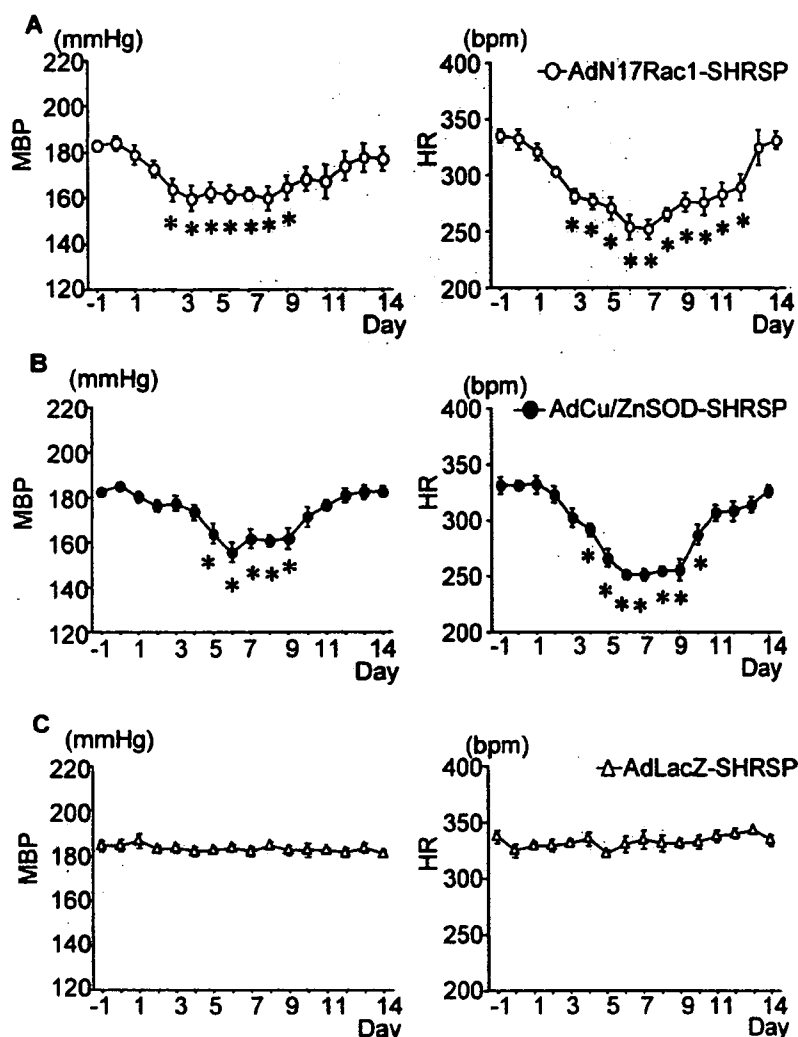 A
(mmHg)
220
200
180
160
140
120
MBP
* * * * * * *
-1 1 3 5 7 9 11 14
Day
(bpm)
400
350
300
250
200
HR
AdN17Rac1-SHRSP
* * * * * * * * * *
-1 1 3 5 7 9 11 14
Day
B
(mmHg)
220
200
180
160
140
120
MBP
* * * * *
-1 1 3 5 7 9 11 14
Day
(bpm)
400
350
300
250
200
HR
AdCu/ZnSOD-SHRSP
* * * * * * *
-1 1 3 5 7 9 11 14
Day
C
(mmHg)
220
200
180
160
140
120
MBP
-1 1 3 5 7 9 11 14
Day
(bpm)
400
350
300
250
200
HR
AdLacZ-SHRSP
-1 1 3 5 7 9 11 14
Day